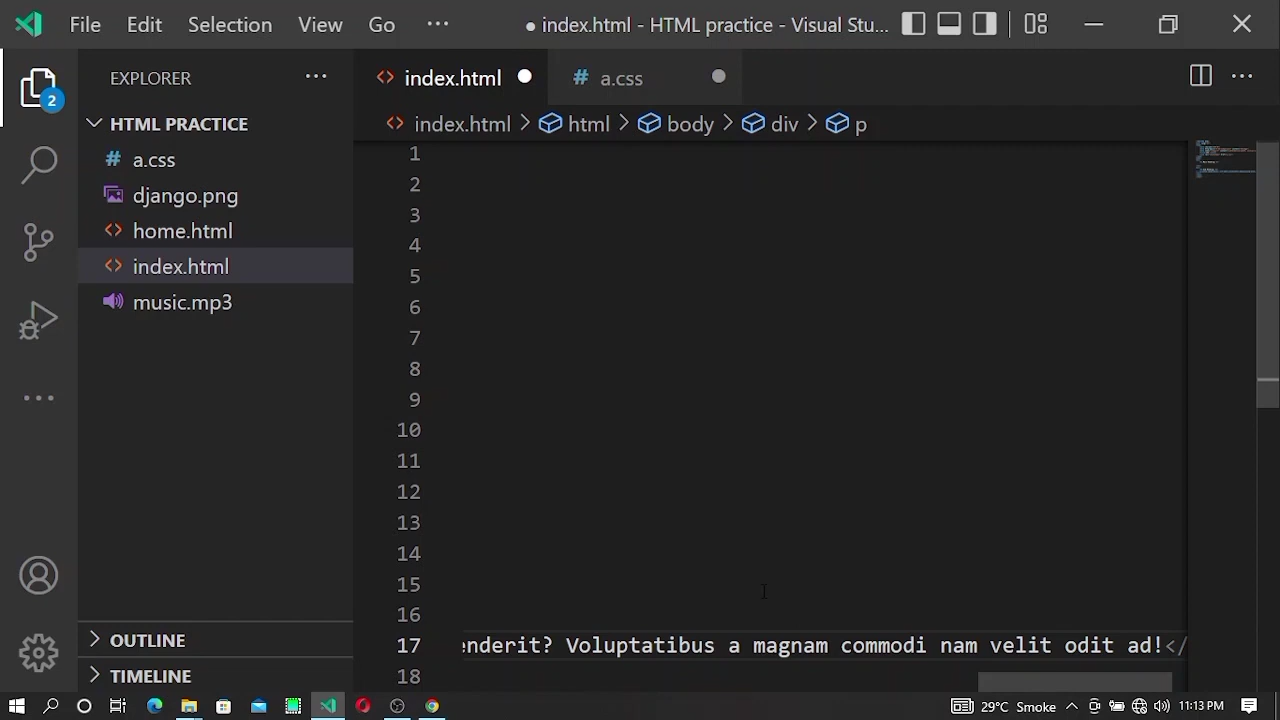 File Edit Selection View Go ··· ● index.html - HTML practice - Visual Stu...
EXPLORER ···
index.html ●
# a.css ●
index.html > html > body > div > p
2
HTML PRACTICE
# a.css
django.png
home.html
index.html
music.mp3
OUTLINE
TIMELINE
1
2
3
4
5
6
7
8
9
10
11
12
13
14
15
16
17 enderit? Voluptatibus a magnam commodi nam velit odit ad!</
18
29°C Smoke 11:13 PM